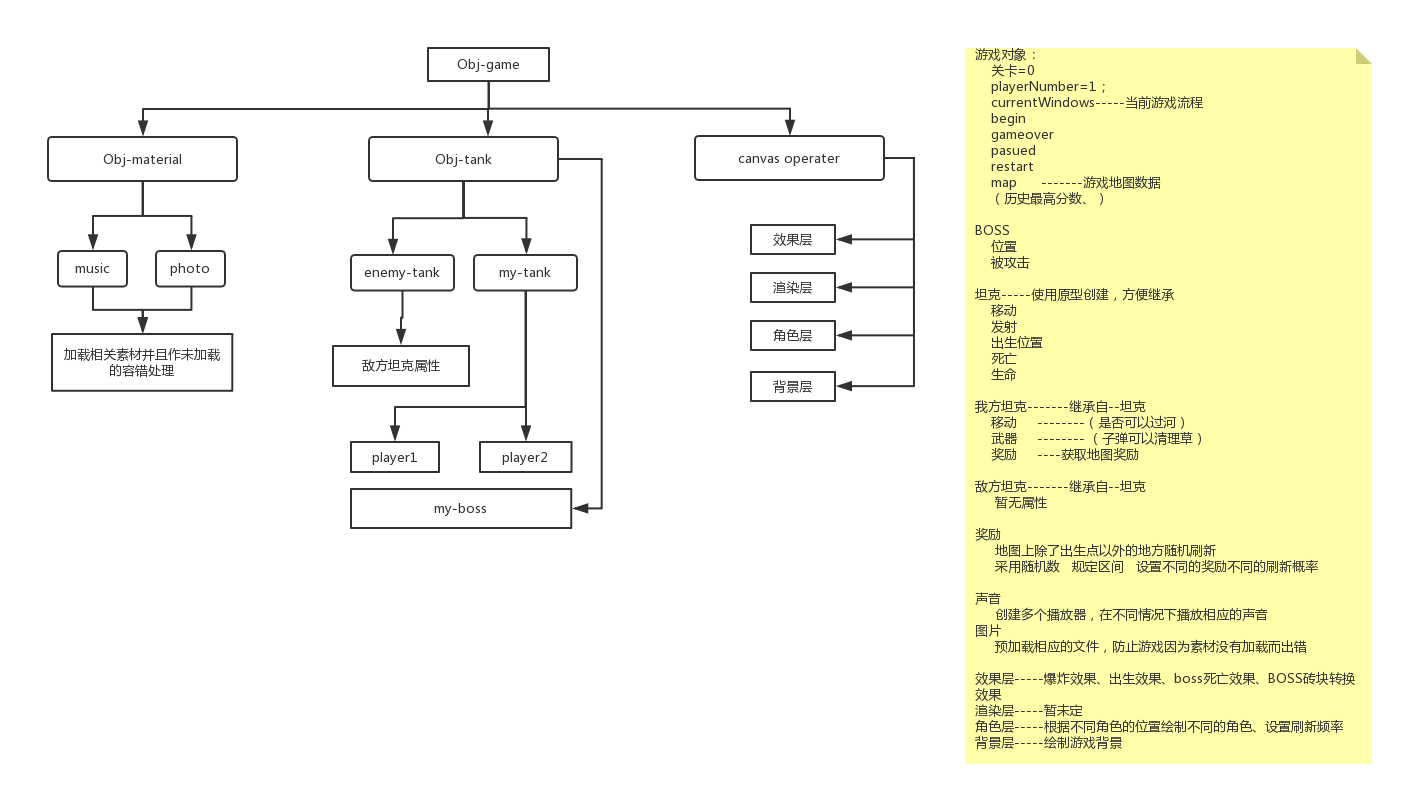 Obj-game
Obj-material
Obj-tank
canvas operater
music
photo
enemy-tank
my-tank
效果层
渲染层
角色层
背景层
加载相关素材并且作未加载
的容错处理
敌方坦克属性
player1
player2
my-boss
游戏对象：
关卡=0
playerNumber=1；
currentWindows-----当前游戏流程
begin
gameover
pasued
restart
map -------游戏地图数据
（历史最高分数、）
BOSS
位置
被攻击
坦克-----使用原型创建，方便继承
移动
发射
出生位置
死亡
生命
我方坦克-------继承自--坦克
移动 --------（是否可以过河）
武器 --------（子弹可以清理草）
奖励 ----获取地图奖励
敌方坦克-------继承自--坦克
暂无属性
奖励
地图上除了出生点以外的地方随机刷新
采用随机数 规定区间 设置不同的奖励不同的刷新概率
声音
创建多个播放器，在不同情况下播放相应的声音
图片
预加载相应的文件，防止游戏因为素材没有加载而出错
效果层-----爆炸效果、出生效果、boss死亡效果、BOSS砖块转换
效果
渲染层-----暂未定
角色层-----根据不同角色的位置绘制不同的角色、设置刷新频率
背景层-----绘制游戏背景